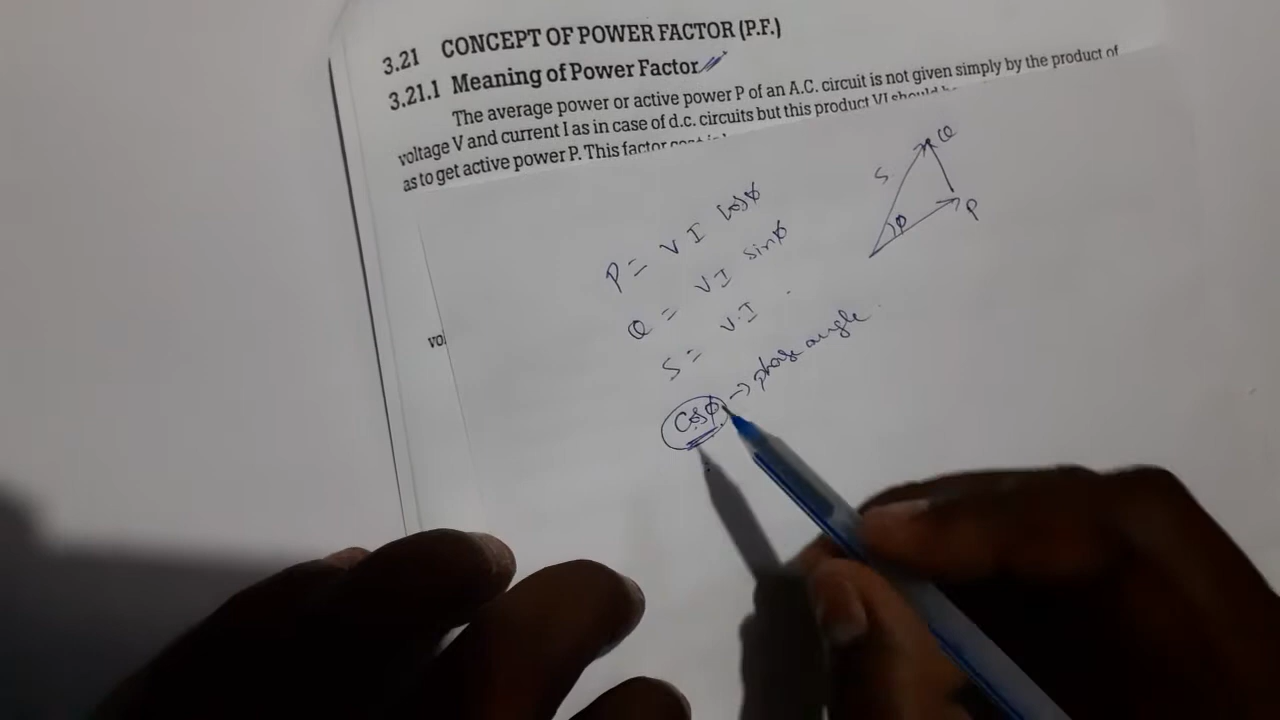 3.21 CONCEPT OF POWER FACTOR (P.F.)
3.21.1 Meaning of Power Factor
The average power or active power P of an A.C. circuit is not given simply by the product of
voltage V and current I as in case of d.c. circuits but this product VI should
as to get active power P. This factor
P = V I Cosφ
Q = VI sinφ
S = V.I
Cosφ → phase angle
S
Q
φ
P
vo